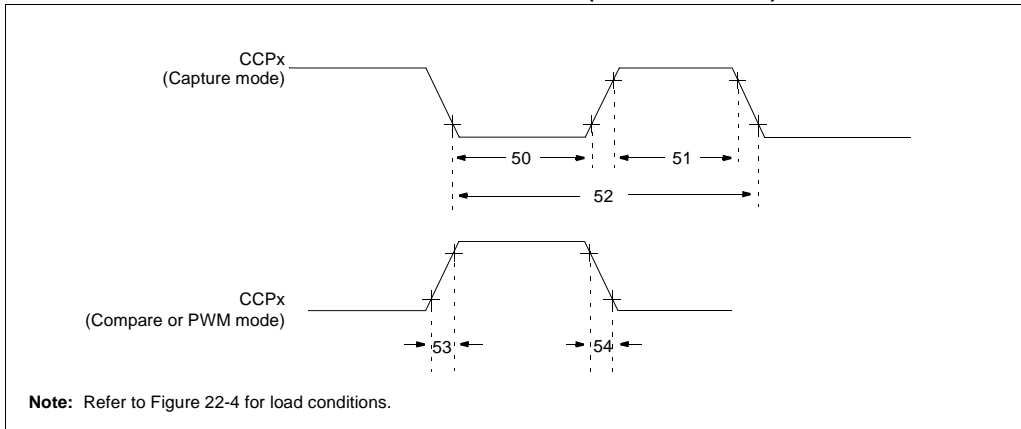 CCPx
(Capture mode)
50
51
52
CCPx
(Compare or PWM mode)
53
54
Note: Refer to Figure 22-4 for load conditions.